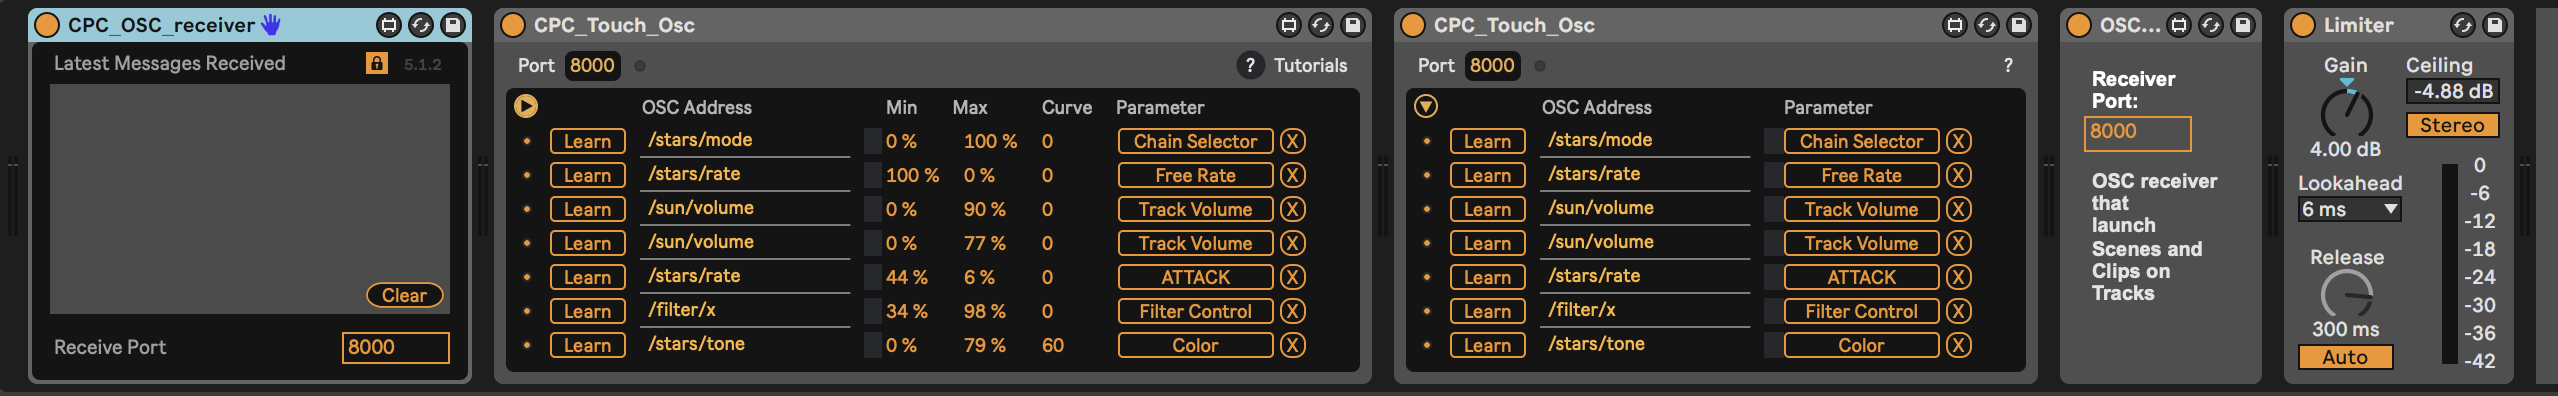 CPC_OSC_receiver
Latest Messages Received 5.1.2
Clear
Receive Port 8000
CPC_Touch_Osc
Port 8000 ? Tutorials
OSC Address Min Max Curve Parameter
Learn /stars/mode 0 % 100 % 0 Chain Selector X
Learn /stars/rate 100 % 0 % 0 Free Rate X
Learn /sun/volume 0 % 90 % 0 Track Volume X
Learn /sun/volume 0 % 77 % 0 Track Volume X
Learn /stars/rate 44 % 6 % 0 ATTACK X
Learn /filter/x 34 % 98 % 0 Filter Control X
Learn /stars/tone 0 % 79 % 60 Color X
CPC_Touch_Osc
Port 8000 ?
OSC Address Parameter
Learn /stars/mode Chain Selector X
Learn /stars/rate Free Rate X
Learn /sun/volume Track Volume X
Learn /sun/volume Track Volume X
Learn /stars/rate ATTACK X
Learn /filter/x Filter Control X
Learn /stars/tone Color X
OSC...
Receiver
Port:
8000
OSC receiver
that
launch
Scenes and
Clips on
Tracks
Limiter
Gain
4.00 dB
Lookahead
6 ms
Release
300 ms
Auto
Ceiling
-4.88 dB
Stereo
0
-6
-12
-18
-24
-30
-36
-42